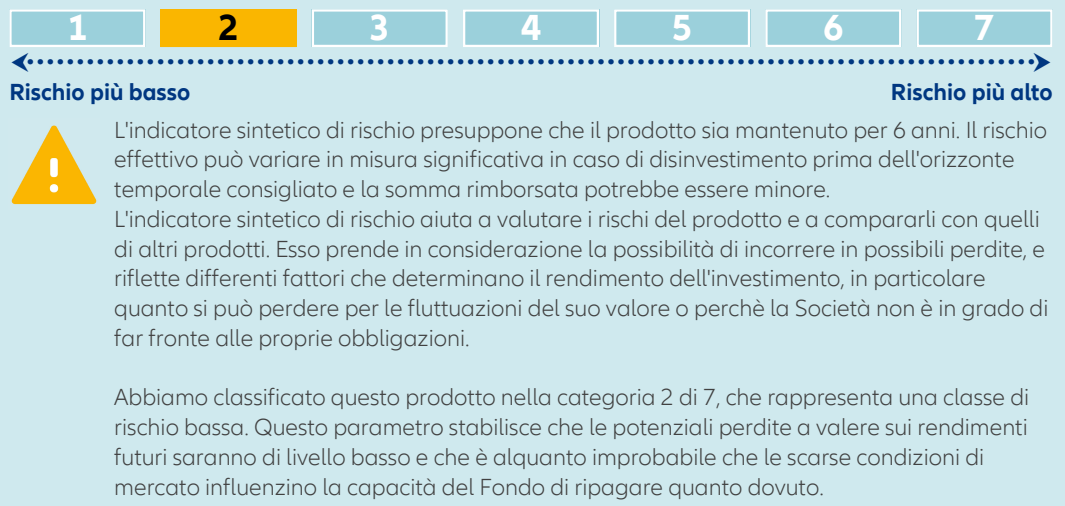 1 2 3 4 5 6 7
Rischio più basso Rischio più alto
L'indicatore sintetico di rischio presuppone che il prodotto sia mantenuto per 6 anni. Il rischio
effettivo può variare in misura significativa in caso di disinvestimento prima dell'orizzonte
temporale consigliato e la somma rimborsata potrebbe essere minore.
L'indicatore sintetico di rischio aiuta a valutare i rischi del prodotto e a compararli con quelli
di altri prodotti. Esso prende in considerazione la possibilità di incorrere in possibili perdite, e
riflette differenti fattori che determinano il rendimento dell'investimento, in particolare
quanto si può perdere per le fluttuazioni del suo valore o perchè la Società non è in grado di
far fronte alle proprie obbligazioni.
Abbiamo classificato questo prodotto nella categoria 2 di 7, che rappresenta una classe di
rischio bassa. Questo parametro stabilisce che le potenziali perdite a valere sui rendimenti
futuri saranno di livello basso e che è alquanto improbabile che le scarse condizioni di
mercato influenzino la capacità del Fondo di ripagare quanto dovuto.